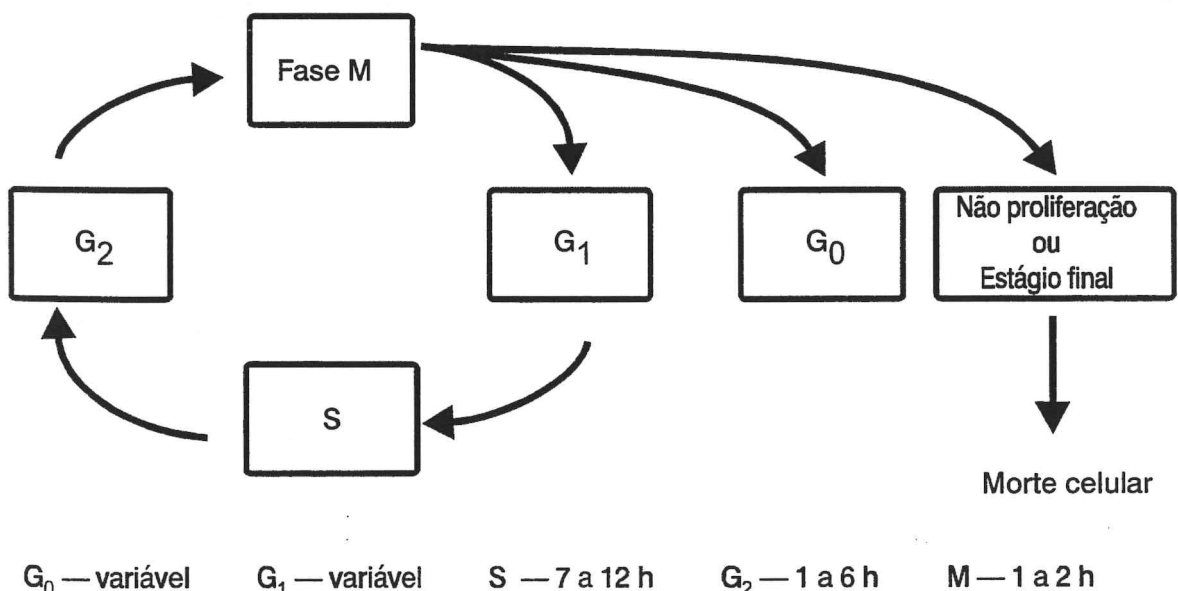 Fase M
G₂
G₁
G₀
Não proliferação
ou
Estágio final
S
Morte celular
G₀ — variável G₁ — variável S — 7 a 12 h G₂ — 1 a 6 h M — 1 a 2 h